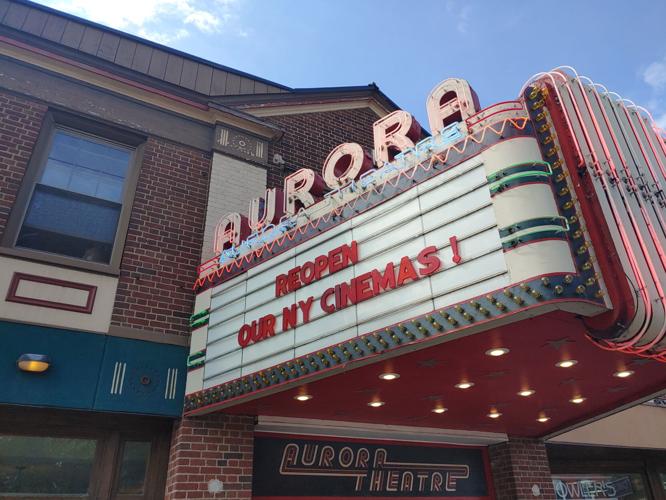 AURORA
REOPEN
OUR NY CINEMAS!
AURORA
THEATRE